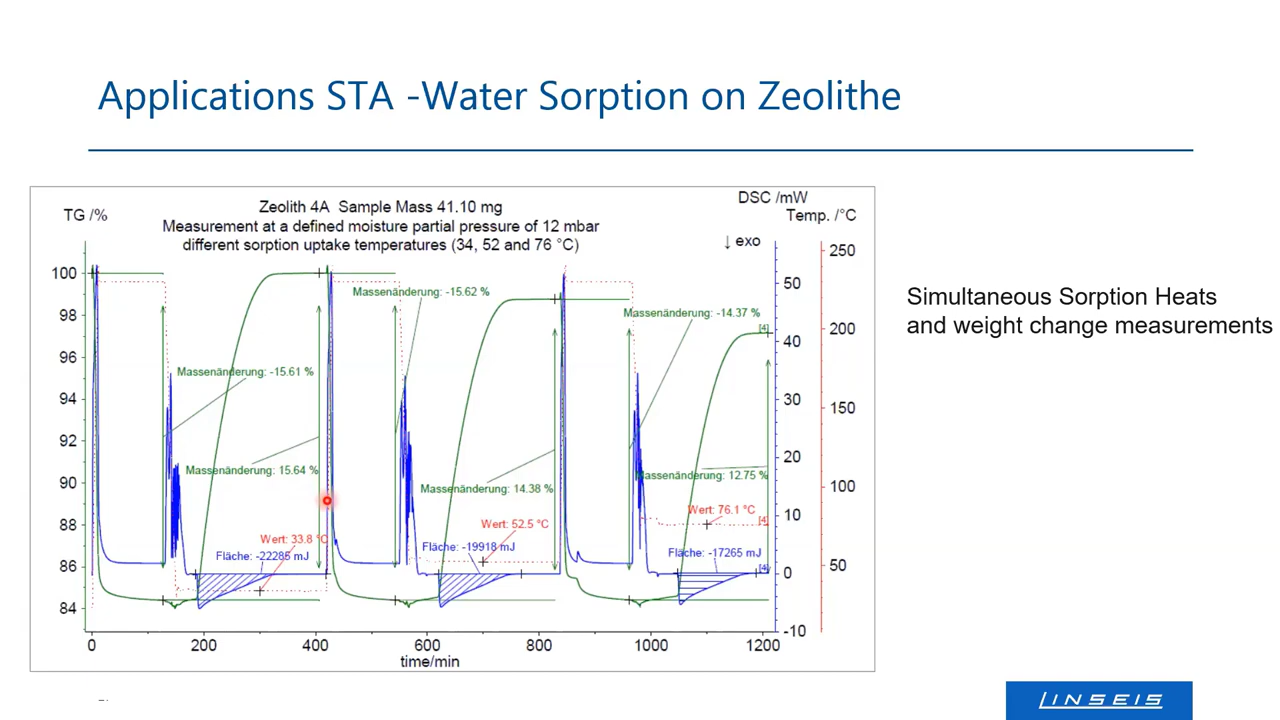 Applications STA -Water Sorption on Zeolithe
Zeolith 4A Sample Mass 41.10 mg
Measurement at a defined moisture partial pressure of 12 mbar
different sorption uptake temperatures (34, 52 and 76 °C)
TG /%
DSC /mW
Temp. /°C
↓ exo
100
98
96
94
92
90
88
86
84
50
40
30
20
10
0
-10
250
200
150
100
50
Massenänderung: -15.61 %
Massenänderung: 15.64 %
Massenänderung: -15.62 %
Massenänderung: 14.38 %
Massenänderung: -14.37 %
Massenänderung: 12.75 %
Wert: 33.8 °C
Wert: 52.5 °C
Wert: 76.1 °C
Fläche: -22285 mJ
Fläche: -19918 mJ
Fläche: -17265 mJ
[4]
[4]
[4]
0 200 400 600 800 1000 1200
time/min
Simultaneous Sorption Heats
and weight change measurements
LINSEIS